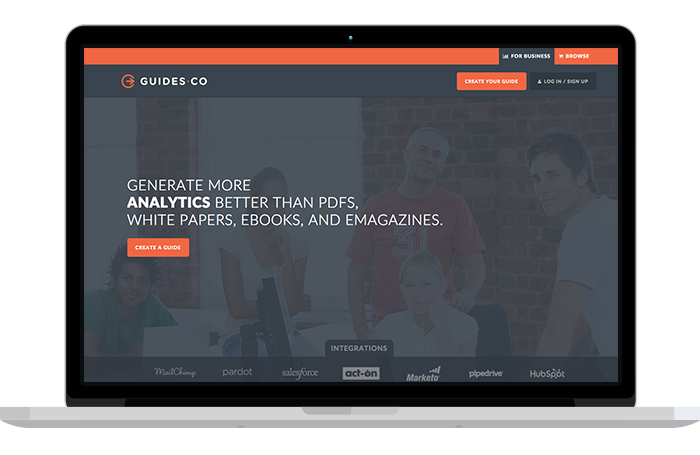 FOR BUSINESS
BROWSE
GUIDES·CO
CREATE YOUR GUIDE
LOG IN / SIGN UP
GENERATE MORE
ANALYTICS BETTER THAN PDFS,
WHITE PAPERS, EBOOKS, AND EMAGAZINES.
CREATE A GUIDE
31
INTEGRATIONS
MailChimp pardot salesforce act-on Marketo pipedrive HubSpot